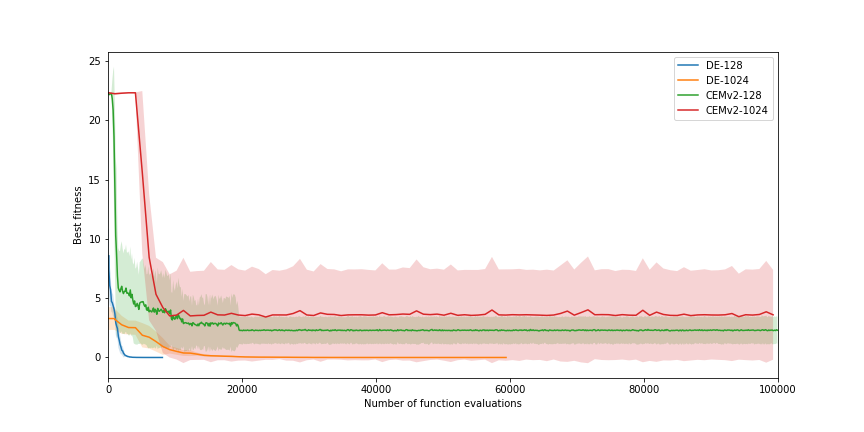 25
20
15
10
5
0
Best fitness
0
20000
40000
60000
80000
100000
Number of function evaluations
DE-128
DE-1024
CEMv2-128
CEMv2-1024